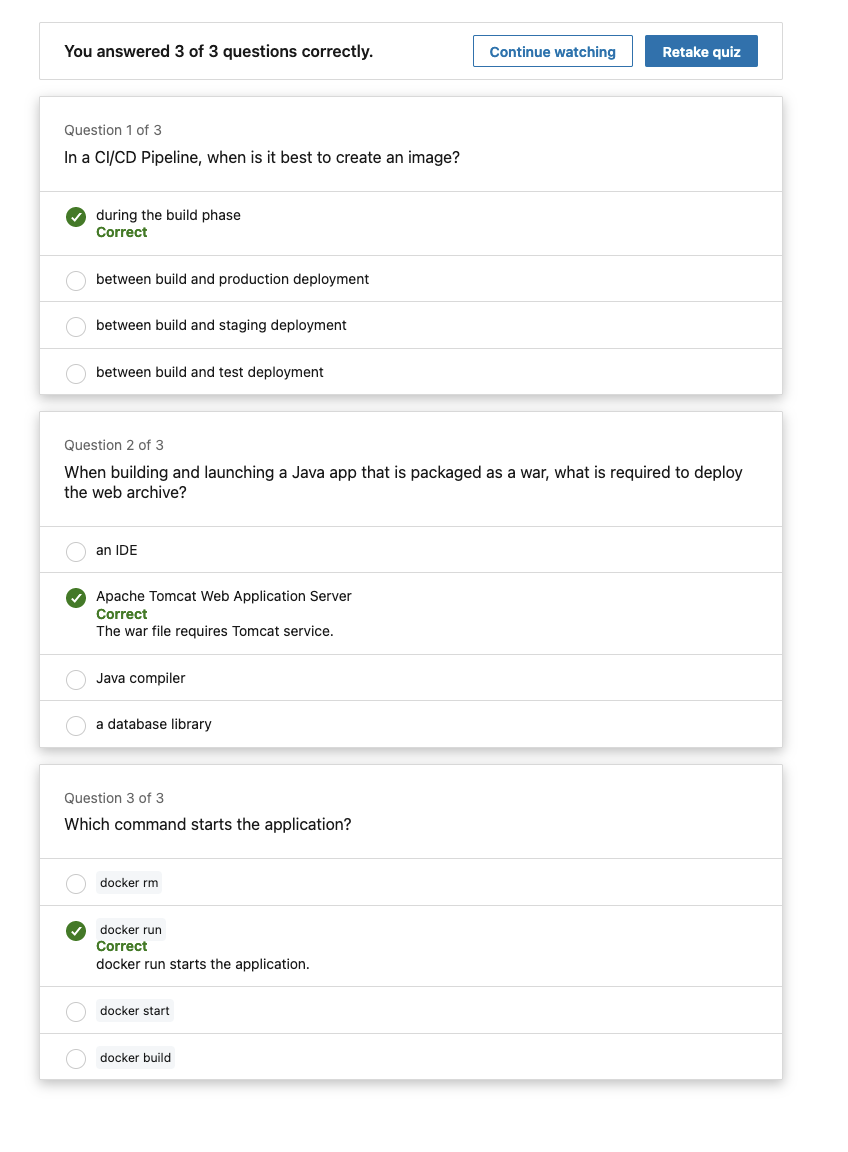 You answered 3 of 3 questions correctly.
Continue watching
Retake quiz
Question 1 of 3
In a CI/CD Pipeline, when is it best to create an image?
during the build phase
Correct
between build and production deployment
between build and staging deployment
between build and test deployment
Question 2 of 3
When building and launching a Java app that is packaged as a war, what is required to deploy
the web archive?
an IDE
Apache Tomcat Web Application Server
Correct
The war file requires Tomcat service.
Java compiler
a database library
Question 3 of 3
Which command starts the application?
docker rm
docker run
Correct
docker run starts the application.
docker start
docker build